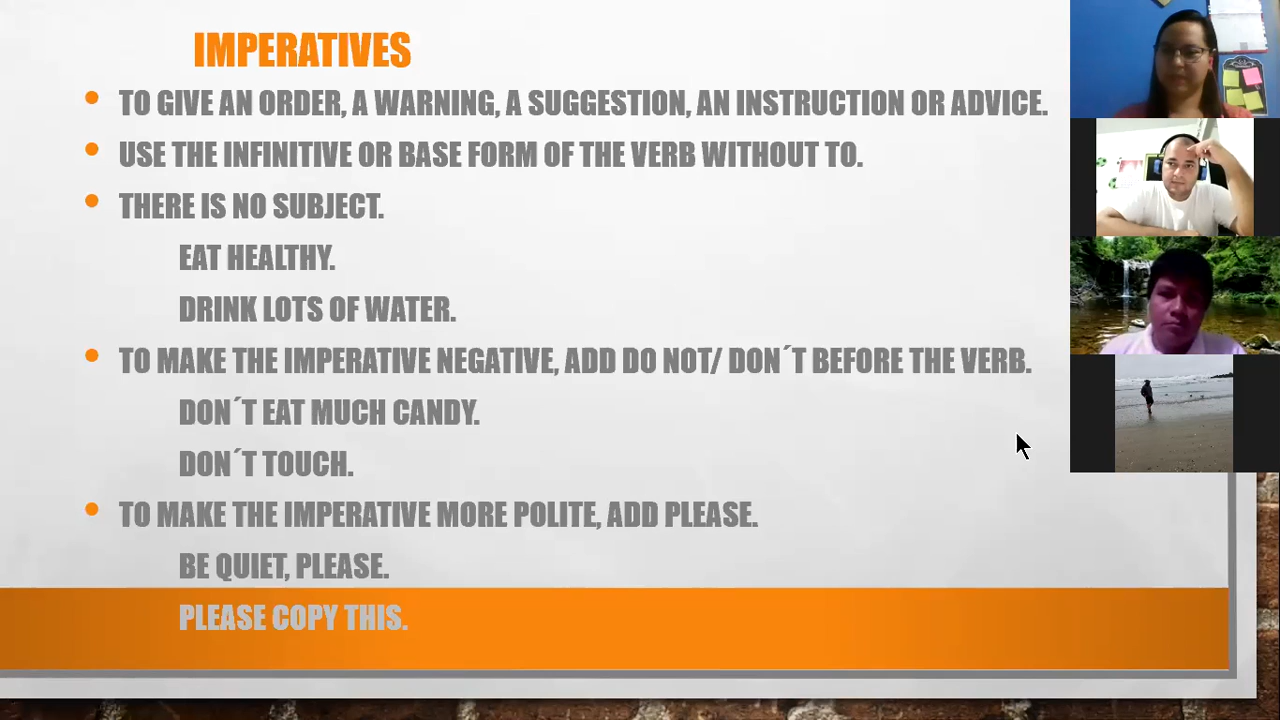 IMPERATIVES
TO GIVE AN ORDER, A WARNING, A SUGGESTION, AN INSTRUCTION OR ADVICE.
USE THE INFINITIVE OR BASE FORM OF THE VERB WITHOUT TO.
THERE IS NO SUBJECT.
EAT HEALTHY.
DRINK LOTS OF WATER.
TO MAKE THE IMPERATIVE NEGATIVE, ADD DO NOT/ DON´T BEFORE THE VERB.
DON´T EAT MUCH CANDY.
DON´T TOUCH.
TO MAKE THE IMPERATIVE MORE POLITE, ADD PLEASE.
BE QUIET, PLEASE.
PLEASE COPY THIS.